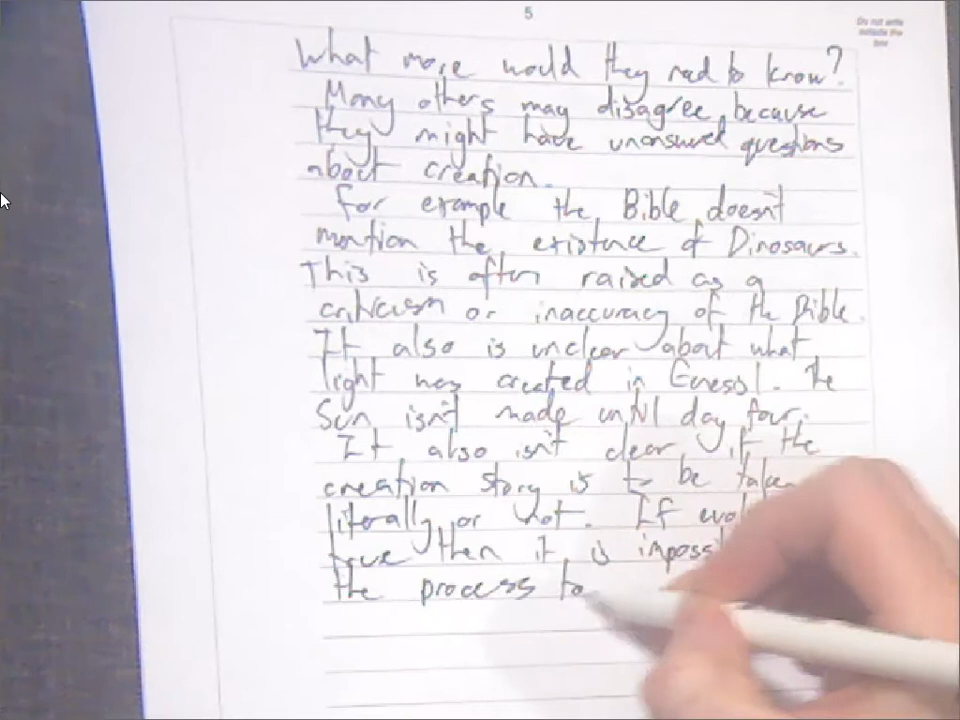 5
Do not write
outside the
box
What more would they need to know?
Many others may disagree because
they might have unanswered questions
about creation.
For example the Bible doesn't
mention the existence of Dinosaurs.
This is often raised as a
criticism or inaccuracy of the Bible.
It also is unclear about what
light was created in Genesis 1. The
Sun isn't made until day four.
It also isn't clear if the
creation story is to be taken
literally or not. If
true then it is
the process to